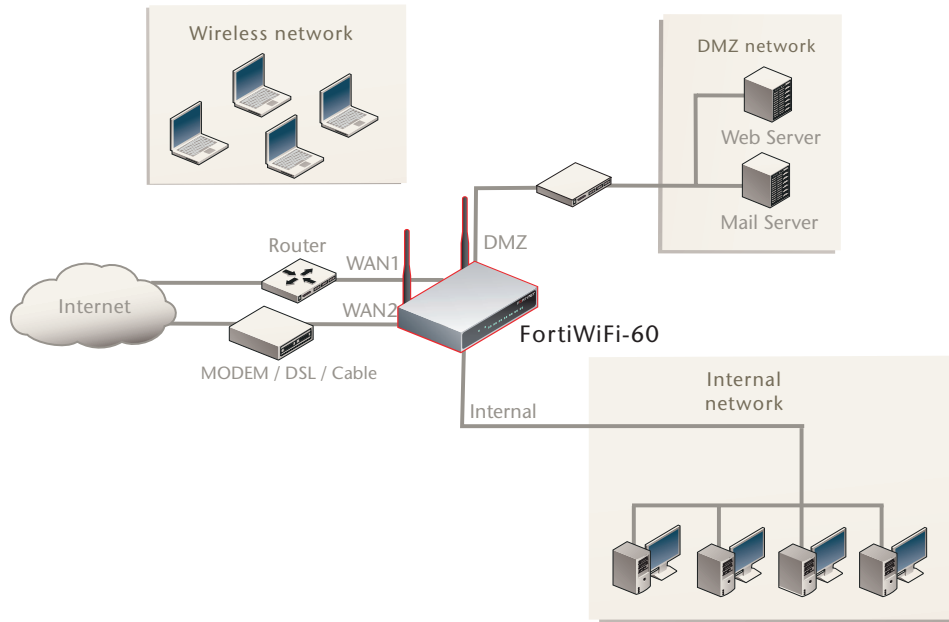 Wireless network
DMZ network
Web Server
Mail Server
DMZ
Router
WAN1
Internet
WAN2
FortiWiFi-60
MODEM / DSL / Cable
Internal
network
Internal